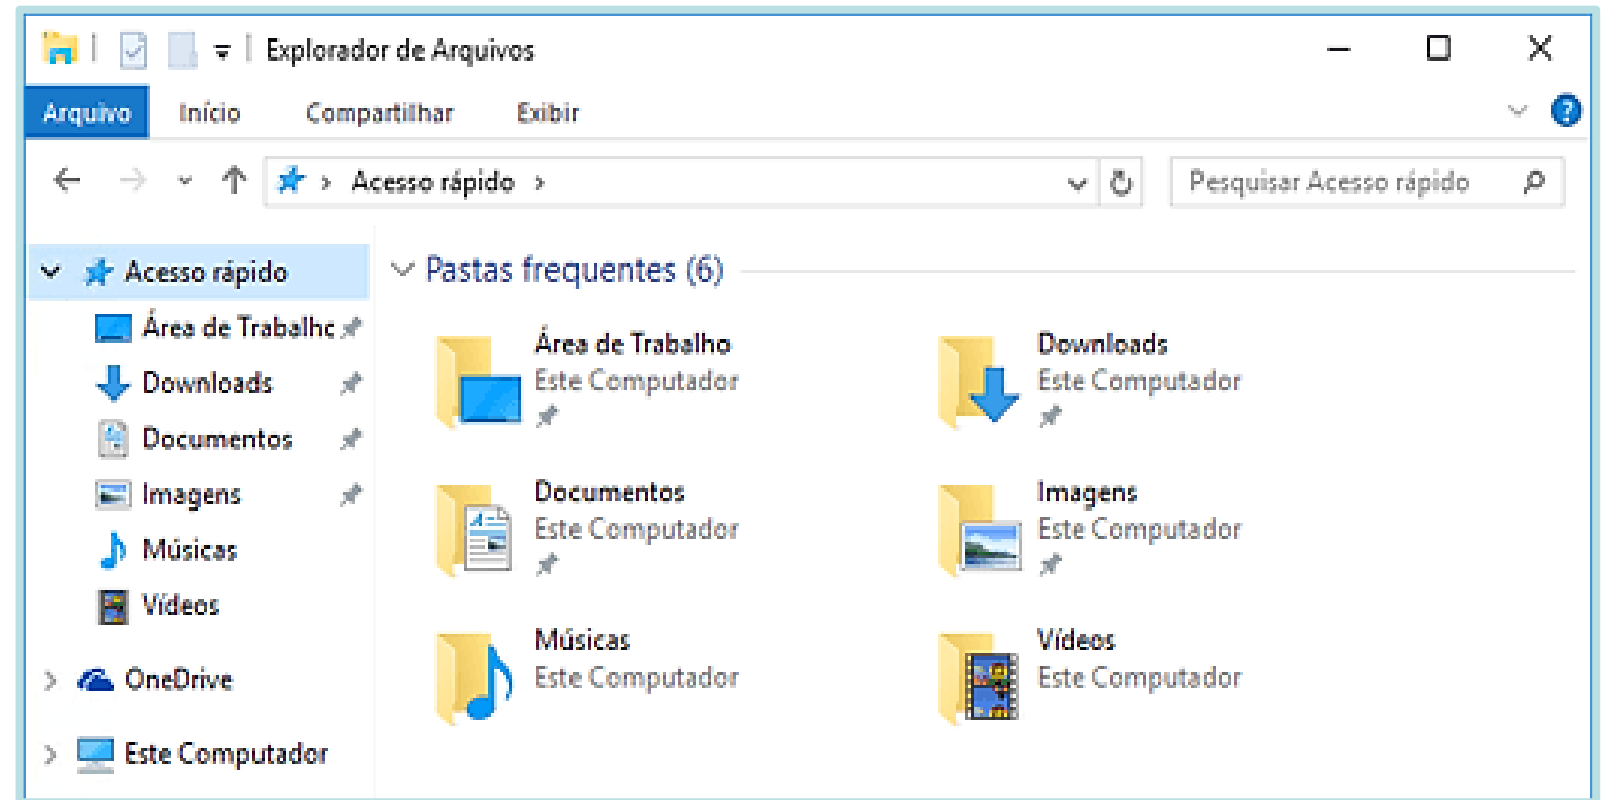 Explorador de Arquivos
Arquivo Início Compartilhar Exibir
Acesso rápido
Pesquisar Acesso rápido
Acesso rápido
Área de Trabalho
Downloads
Documentos
Imagens
Músicas
Vídeos
OneDrive
Este Computador
Pastas frequentes (6)
Área de Trabalho
Este Computador
Downloads
Este Computador
Documentos
Este Computador
Imagens
Este Computador
Músicas
Este Computador
Vídeos
Este Computador